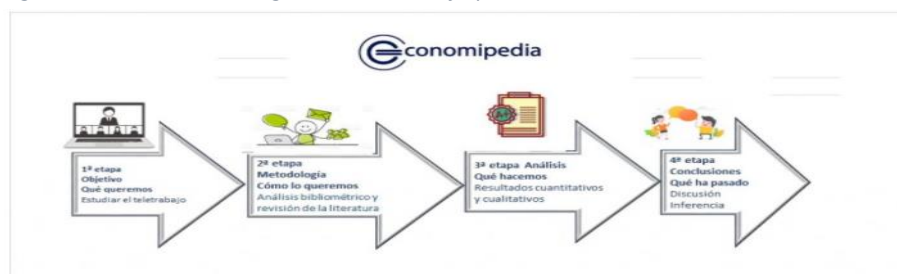 Economipedia
1ª etapa
Objetivo
Qué queremos
Estudiar el teletrabajo
2ª etapa
Metodología
Cómo lo queremos
Análisis bibliométrico y
revisión de la literatura
3ª etapa Análisis
Qué hacemos
Resultados cuantitativos
y cualitativos
4ª etapa
Conclusiones
Qué ha pasado
Discusión
Inferencia